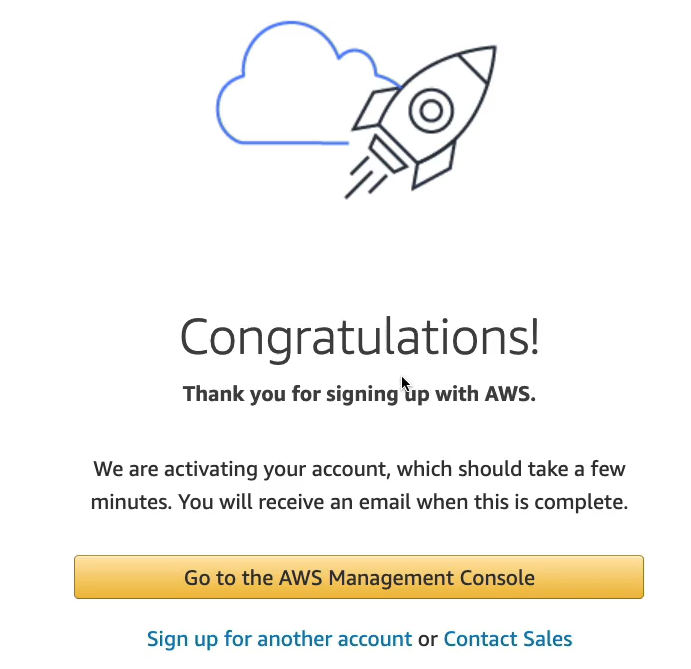 Congratulations!
Thank you for signing up with AWS.
We are activating your account, which should take a few
minutes. You will receive an email when this is complete.
Go to the AWS Management Console
Sign up for another account or Contact Sales